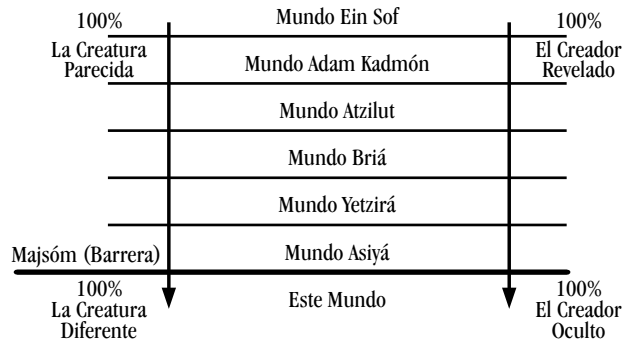 Mundo Ein Sof
100%
La Creatura
Parecida
100%
El Creador
Revelado
Mundo Adam Kadmón
Mundo Atzilut
Mundo Briá
Mundo Yetzirá
Majsóm (Barrera)
Mundo Asiyá
100%
La Creatura
Diferente
Este Mundo
100%
El Creador
Oculto